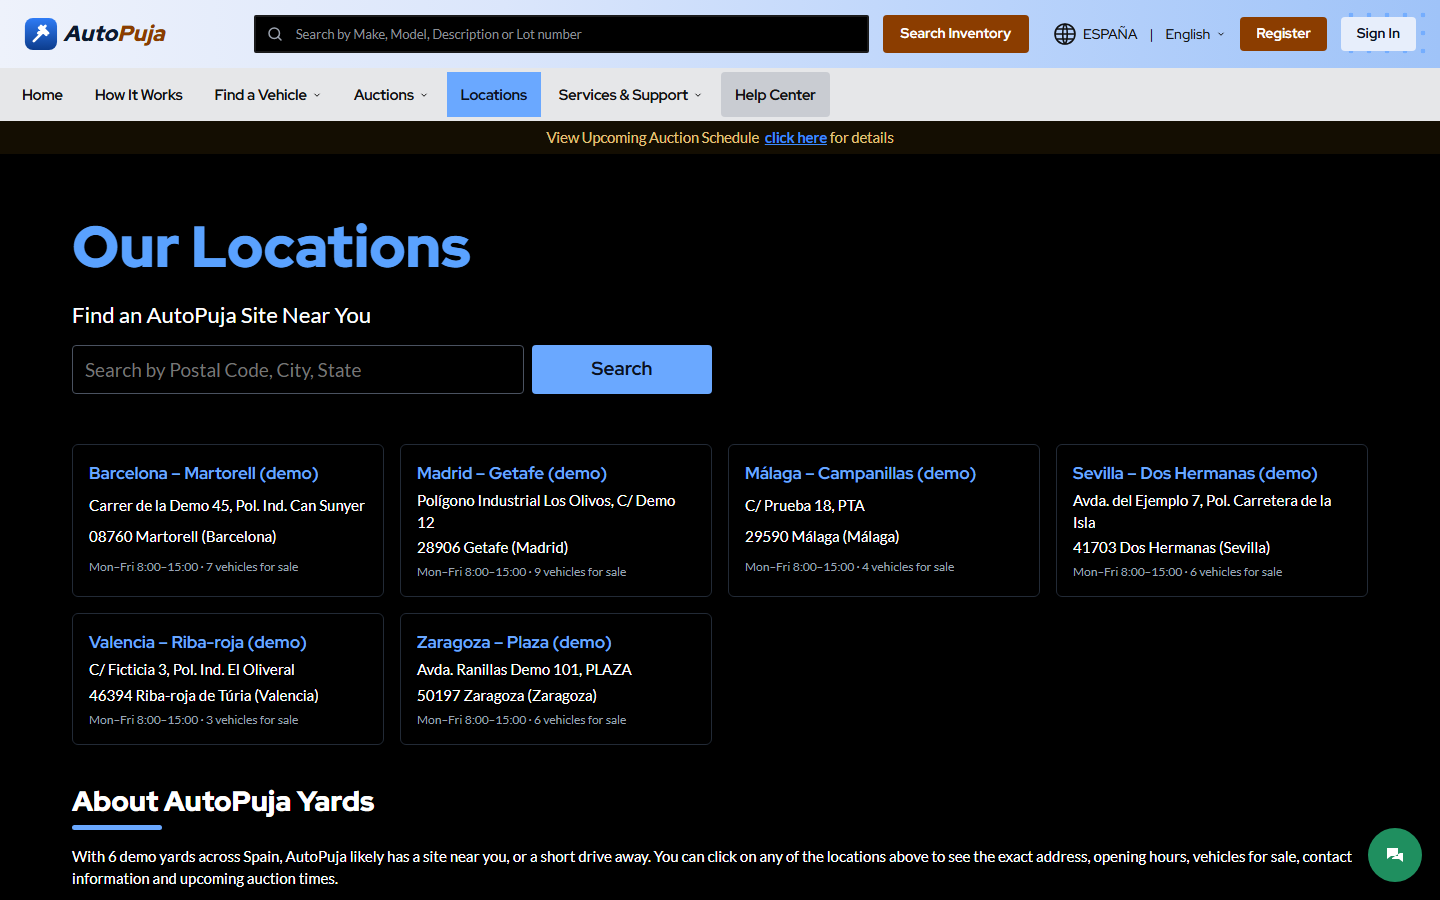 AutoPuja
Search by Make, Model, Description or Lot number
Search Inventory
ESPAÑA | English
Register
Sign In
Home
How It Works
Find a Vehicle
Auctions
Locations
Services & Support
Help Center
View Upcoming Auction Schedule click here for details
Our Locations
Find an AutoPuja Site Near You
Search by Postal Code, City, State
Search
Barcelona – Martorell (demo)
Carrer de la Demo 45, Pol. Ind. Can Sunyer
08760 Martorell (Barcelona)
Mon–Fri 8:00–15:00 · 7 vehicles for sale
Madrid – Getafe (demo)
Polígono Industrial Los Olivos, C/ Demo
12
28906 Getafe (Madrid)
Mon–Fri 8:00–15:00 · 9 vehicles for sale
Málaga – Campanillas (demo)
C/ Prueba 18, PTA
29590 Málaga (Málaga)
Mon–Fri 8:00–15:00 · 4 vehicles for sale
Sevilla – Dos Hermanas (demo)
Avda. del Ejemplo 7, Pol. Carretera de la
Isla
41703 Dos Hermanas (Sevilla)
Mon–Fri 8:00–15:00 · 6 vehicles for sale
Valencia – Riba-roja (demo)
C/ Ficticia 3, Pol. Ind. El Oliveral
46394 Riba-roja de Túria (Valencia)
Mon–Fri 8:00–15:00 · 3 vehicles for sale
Zaragoza – Plaza (demo)
Avda. Ranillas Demo 101, PLAZA
50197 Zaragoza (Zaragoza)
Mon–Fri 8:00–15:00 · 6 vehicles for sale
About AutoPuja Yards
With 6 demo yards across Spain, AutoPuja likely has a site near you, or a short drive away. You can click on any of the locations above to see the exact address, opening hours, vehicles for sale, contact
information and upcoming auction times.